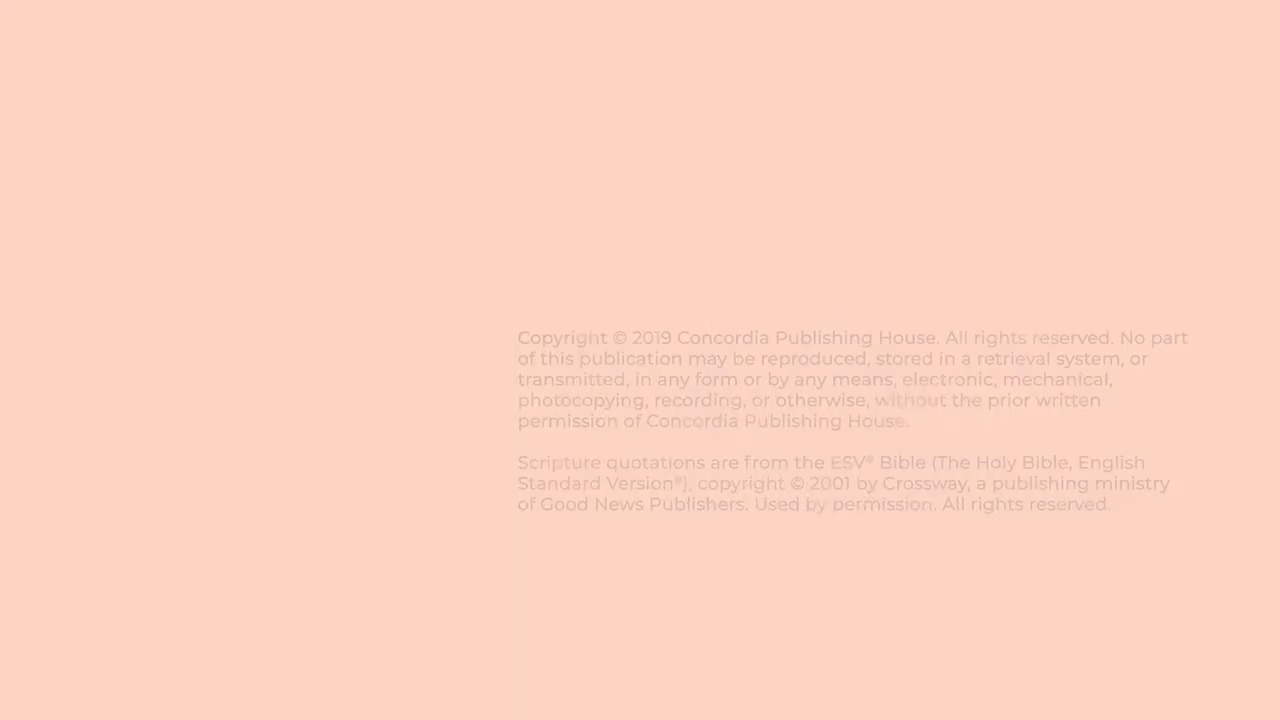 Copyright © 2019 Concordia Publishing House. All rights reserved. No part
of this publication may be reproduced, stored in a retrieval system, or
transmitted, in any form or by any means, electronic, mechanical,
photocopying, recording, or otherwise, without the prior written
permission of Concordia Publishing House.
Scripture quotations are from the ESV® Bible (The Holy Bible, English
Standard Version®), copyright © 2001 by Crossway, a publishing ministry
of Good News Publishers. Used by permission. All rights reserved.